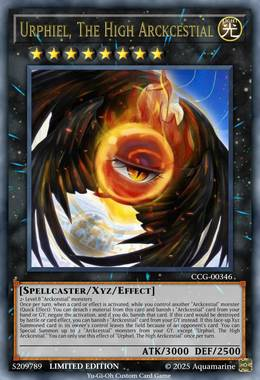 URPHIEL, THE HIGH ARCKCESTIAL
LIGHT
光
CCG-00346
[SPELLCASTER/XYZ/EFFECT]
2+ Level 8 "Arckcestial" monsters
Once per turn, when a card or effect is activated, while you control another "Arckcestial" monster
(Quick Effect): You can detach 1 material from this card and banish 1 "Arckcestial" card from your
hand or GY; negate the activation, and if you do, banish that card. If this card would be destroyed
by battle or card effect, you can banish 1 "Arckcestial" card from your GY instead. If this face-up Xyz
Summoned card in its owner's control leaves the field because of an opponent's card: You can
Special Summon up to 2 "Arckcestial" monsters from your GY, except "Urphiel, The High
Arckcestial." You can only use this effect of "Urphiel, The High Arckcestial" once per turn.
ATK/3000 DEF/2500
S209789 LIMITED EDITION © 2025 Aquamarine
Yu-Gi-Oh Custom Card Game